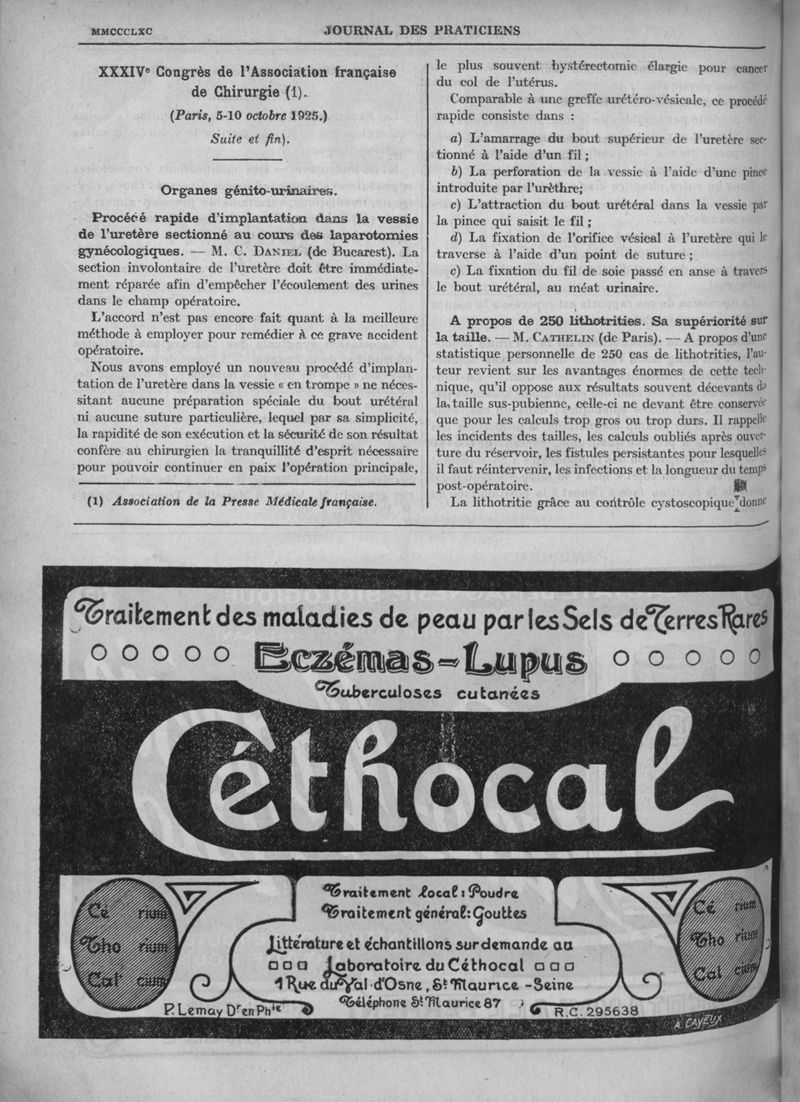 MMCCCLXC
JOURNAL DES PRATICIENS
XXXIVe Congrès de l'Association française
de Chirurgie (1).
(Paris, 5-10 octobre 1925.)
Suite et fin).
Organes génito-urinaires.
Procécé rapide d'implantation dans la vessie
de l'uretère sectionné au cours des laparotomies
gynécologiques. — M. C. DANIEL (de Bucarest). La
section involontaire de l'uretère doit être immédiate-
ment réparée afin d'empêcher l'écoulement des urines
dans le champ opératoire.
L'accord n'est pas encore fait quant à la meilleure
méthode à employer pour remédier à ce grave accident
opératoire.
Nous avons employé un nouveau procédé d'implan-
tation de l'uretère dans la vessie « en trompe » ne néces-
sitant aucune préparation spéciale du bout urétéral
ni aucune suture particulière, lequel par sa simplicité,
la rapidité de son exécution et la sécurité de son résultat
confère au chirurgien la tranquillité d'esprit nécessaire
pour pouvoir continuer en paix l'opération principale,
(1) Association de la Presse Médicale française.
le plus souvent hystérectomie élargie pour cancer
du col de l'utérus.
Comparable à une greffe urétéro-vésicale, ce procédé
rapide consiste dans :
a) L'amarrage du bout supérieur de l'uretère sec-
tionné à l'aide d'un fil ;
b) La perforation de la vessie à l'aide d'une pince
introduite par l'urèthre;
c) L'attraction du bout urétéral dans la vessie par
la pince qui saisit le fil ;
d) La fixation de l'orifice vésical à l'uretère qui le
traverse à l'aide d'un point de suture ;
c) La fixation du fil de soie passé en anse à travers
le bout urétéral, au méat urinaire.
A propos de 250 lithotrities. Sa supériorité sur
la taille. — M. CATHELIN (de Paris). — A propos d'une
statistique personnelle de 250 cas de lithotrities, l'au-
teur revient sur les avantages énormes de cette tech-
nique, qu'il oppose aux résultats souvent décevants de
la taille sus-pubienne, celle-ci ne devant être conservée
que pour les calculs trop gros ou trop durs. Il rappelle
les incidents des tailles, les calculs oubliés après ouver-
ture du réservoir, les fistules persistantes pour lesquelles
il faut réintervenir, les infections et la longueur du temps
post-opératoire.
La lithotritie grâce au contrôle cystoscopique donne
Traitement des maladies de peau par les Sels de Terres Rares
Eczémas-Lupus
Tuberculoses cutanées
Céthocal
Cé rium
Tho rium
Cal cium
Traitement Local : Poudre
Traitement général : Gouttes
Littérature et échantillons sur demande au
Laboratoire du Céthocal
1 Rue du Val d'Osne, St Maurice - Seine
Téléphone St Maurice 87
Cé rium
Tho rium
Cal cium
P. Lemay Dr en Phie
R.C. 295638
A CAYEUX